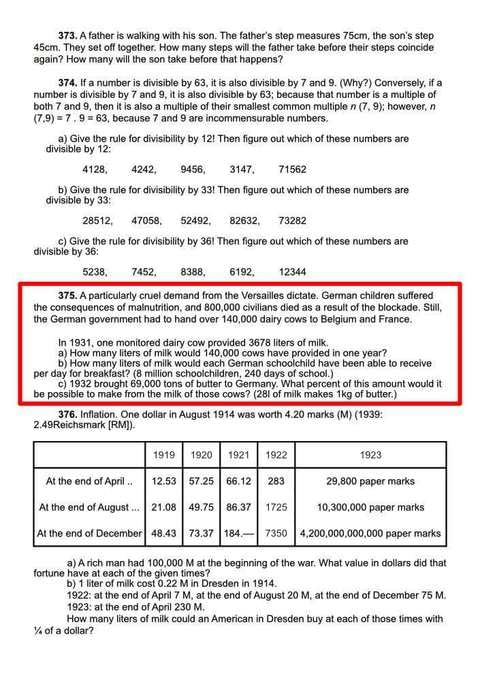 373. A father is walking with his son. The father's step measures 75cm, the son's step
45cm. They set off together. How many steps will the father take before their steps coincide
again? How many will the son take before that happens?
374. If a number is divisible by 63, it is also divisible by 7 and 9. (Why?) Conversely, if a
number is divisible by 7 and 9, it is also divisible by 63; because that number is a multiple of
both 7 and 9, then it is also a multiple of their smallest common multiple n (7, 9); however, n
(7,9) = 7 . 9 = 63, because 7 and 9 are incommensurable numbers.
a) Give the rule for divisibility by 12! Then figure out which of these numbers are
divisible by 12:
4128, 4242, 9456, 3147, 71562
b) Give the rule for divisibility by 33! Then figure out which of these numbers are
divisible by 33:
28512, 47058, 52492, 82632, 73282
c) Give the rule for divisibility by 36! Then figure out which of these numbers are
divisible by 36:
5238, 7452, 8388, 6192, 12344
375. A particularly cruel demand from the Versailles dictate. German children suffered
the consequences of malnutrition, and 800,000 civilians died as a result of the blockade. Still,
the German government had to hand over 140,000 dairy cows to Belgium and France.
In 1931, one monitored dairy cow provided 3678 liters of milk.
a) How many liters of milk would 140,000 cows have provided in one year?
b) How many liters of milk would each German schoolchild have been able to receive
per day for breakfast? (8 million schoolchildren, 240 days of school.)
c) 1932 brought 69,000 tons of butter to Germany. What percent of this amount would it
be possible to make from the milk of those cows? (28l of milk makes 1kg of butter.)
376. Inflation. One dollar in August 1914 was worth 4.20 marks (M) (1939:
2.49Reichsmark [RM]).
1919 1920 1921 1922 1923
At the end of April .. 12.53 57.25 66.12 283 29,800 paper marks
At the end of August ... 21.08 49.75 86.37 1725 10,300,000 paper marks
At the end of December 48.43 73.37 184.— 7350 4,200,000,000,000 paper marks
a) A rich man had 100,000 M at the beginning of the war. What value in dollars did that
fortune have at each of the given times?
b) 1 liter of milk cost 0.22 M in Dresden in 1914.
1922: at the end of April 7 M, at the end of August 20 M, at the end of December 75 M.
1923: at the end of April 230 M.
How many liters of milk could an American in Dresden buy at each of those times with
¼ of a dollar?